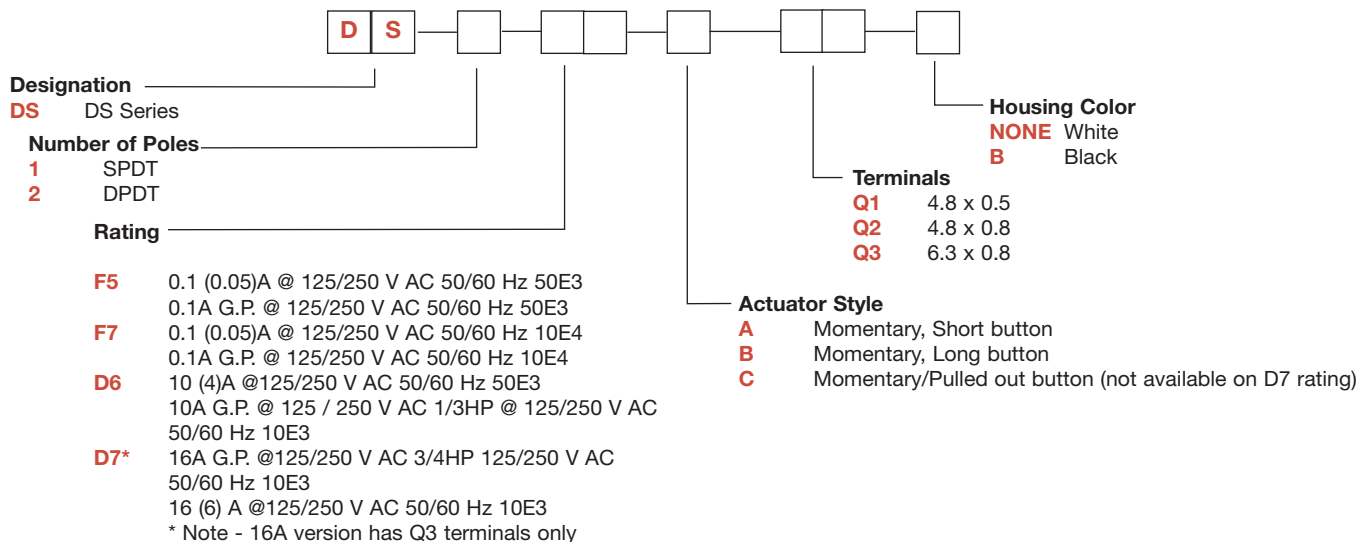 D S
Designation
DS DS Series
Number of Poles
1 SPDT
2 DPDT
Rating
F5 0.1 (0.05)A @ 125/250 V AC 50/60 Hz 50E3
0.1A G.P. @ 125/250 V AC 50/60 Hz 50E3
F7 0.1 (0.05)A @ 125/250 V AC 50/60 Hz 10E4
0.1A G.P. @ 125/250 V AC 50/60 Hz 10E4
D6 10 (4)A @125/250 V AC 50/60 Hz 50E3
10A G.P. @ 125 / 250 V AC 1/3HP @ 125/250 V AC
50/60 Hz 10E3
D7* 16A G.P. @125/250 V AC 3/4HP 125/250 V AC
50/60 Hz 10E3
16 (6) A @125/250 V AC 50/60 Hz 10E3
* Note - 16A version has Q3 terminals only
Actuator Style
A Momentary, Short button
B Momentary, Long button
C Momentary/Pulled out button (not available on D7 rating)
Terminals
Q1 4.8 x 0.5
Q2 4.8 x 0.8
Q3 6.3 x 0.8
Housing Color
NONE White
B Black